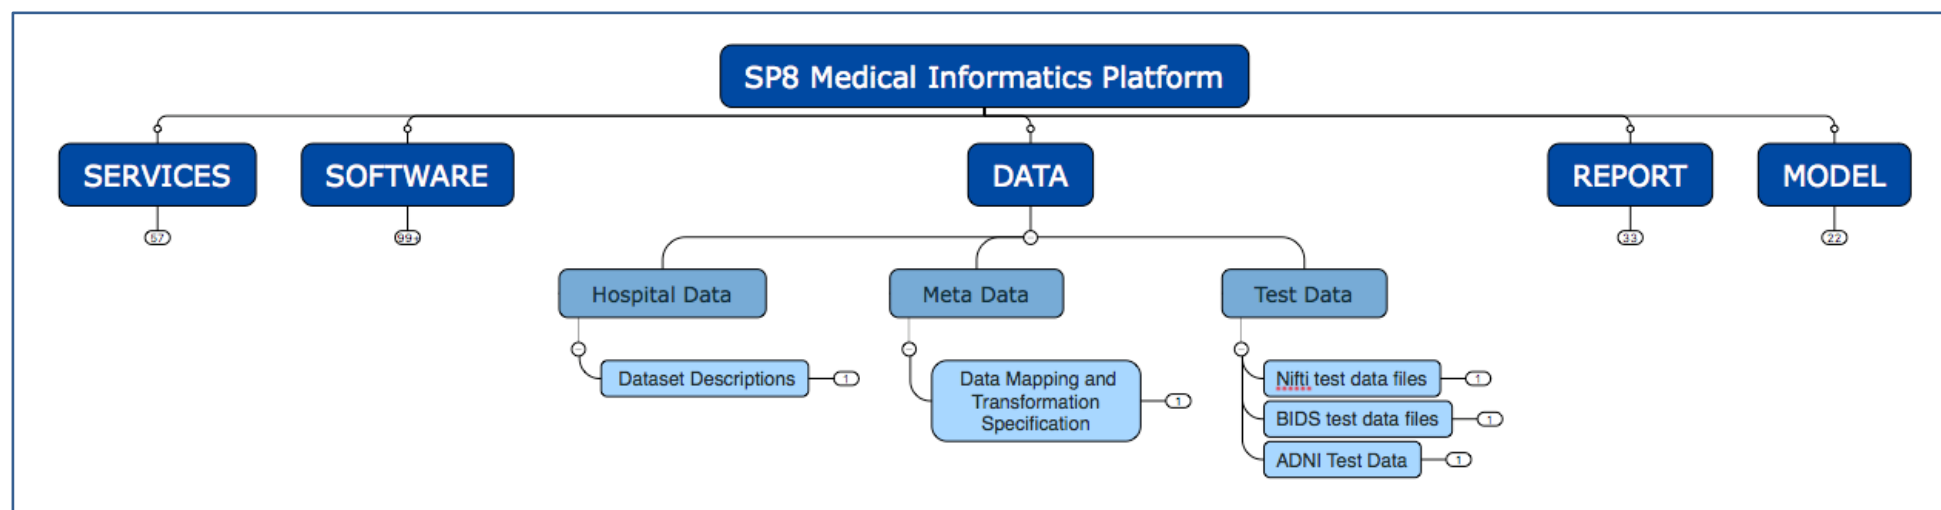 SP8 Medical Informatics Platform
SERVICES
SOFTWARE
DATA
REPORT
MODEL
57
99+
33
22
Hospital Data
Meta Data
Test Data
Dataset Descriptions
1
Data Mapping and
Transformation
Specification
1
Nifti test data files
1
BIDS test data files
1
ADNI Test Data
1